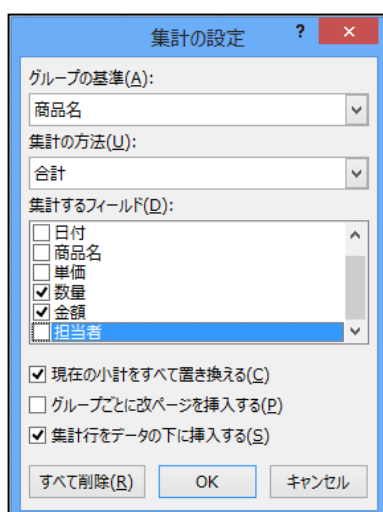 集計の設定 ? ×
グループの基準(A):
商品名
集計の方法(U):
合計
集計するフィールド(D):
日付
商品名
単価
数量
金額
担当者
現在の小計をすべて置き換える(C)
グループごとに改ページを挿入する(P)
集計行をデータの下に挿入する(S)
すべて削除(R) OK キャンセル